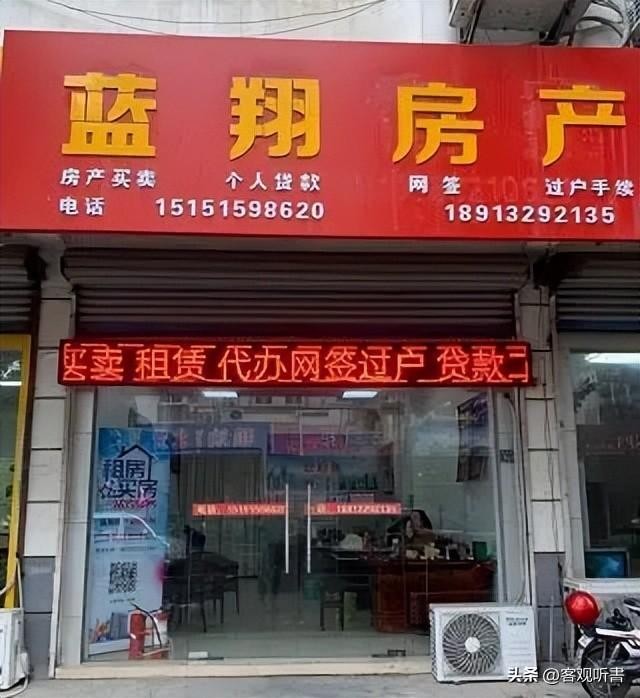 蓝翔房产
房产买卖 个人贷款 网签 过户手续
电话 15151598620 18913292135
买卖 租赁 代办网签过户 贷款二
租房
买房
头条 @客观听書